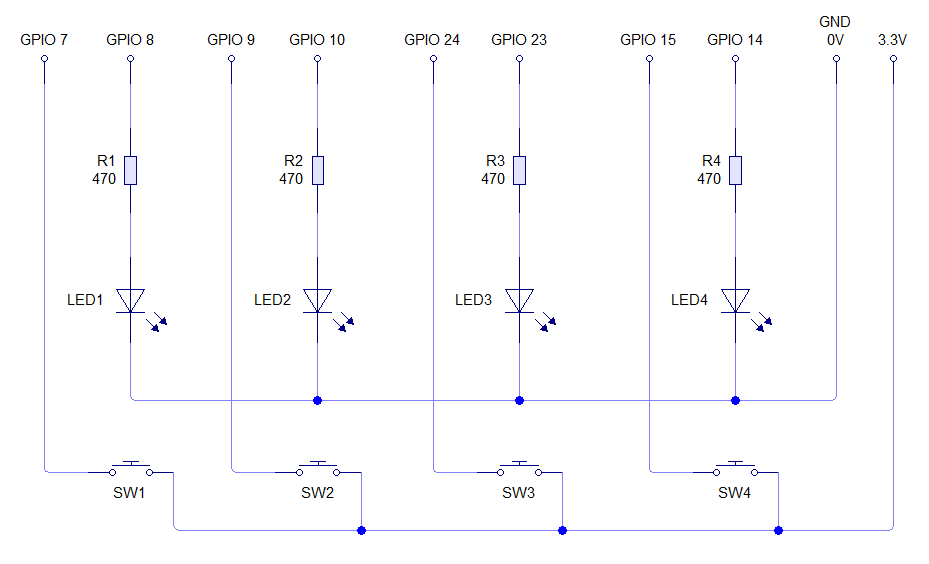 GND
GPIO 7 GPIO 8 GPIO 9 GPIO 10 GPIO 24 GPIO 23 GPIO 15 GPIO 14 0V 3.3V
R1 R2 R3 R4
470 470 470 470
LED1 LED2 LED3 LED4
SW1 SW2 SW3 SW4